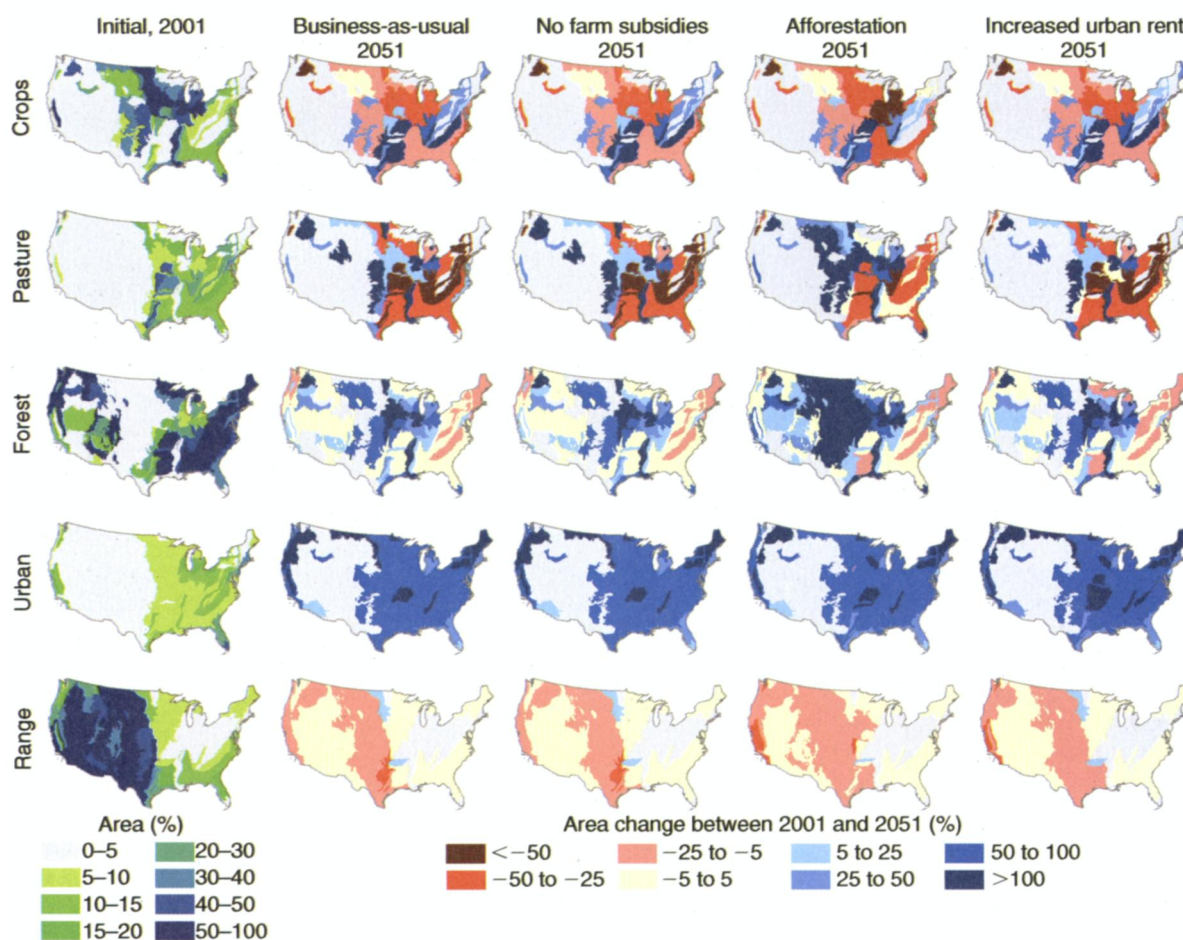 Initial, 2001
Business-as-usual
2051
No farm subsidies
2051
Afforestation
2051
Increased urban rent
2051
Crops
Pasture
Forest
Urban
Range
Area (%)
0–5
5–10
10–15
15–20
20–30
30–40
40–50
50–100
Area change between 2001 and 2051 (%)
<−50
−50 to −25
−25 to −5
−5 to 5
5 to 25
25 to 50
50 to 100
>100